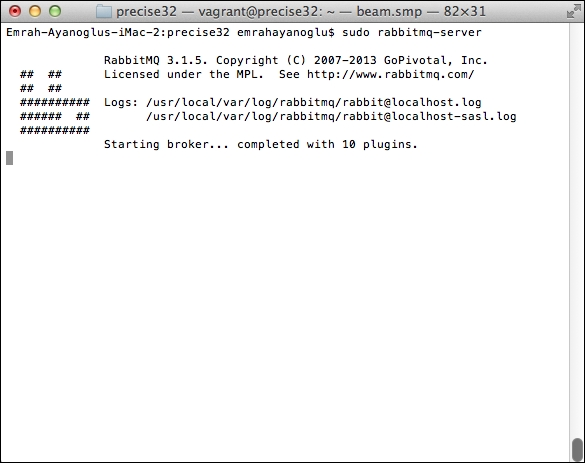 precise32 — vagrant@precise32: ~ — beam.smp — 82×31
Emrah-Ayanoglus-iMac-2:precise32 emrahayanoglu$ sudo rabbitmq-server
RabbitMQ 3.1.5. Copyright (C) 2007-2013 GoPivotal, Inc.
##  ##      Licensed under the MPL.  See http://www.rabbitmq.com/
##  ##
##########  Logs: /usr/local/var/log/rabbitmq/rabbit@localhost.log
######  ##        /usr/local/var/log/rabbitmq/rabbit@localhost-sasl.log
##########
Starting broker... completed with 10 plugins.